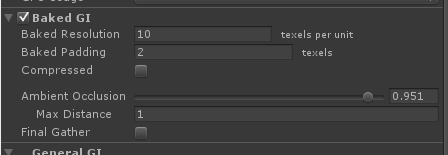 Baked GI
Baked Resolution 10 texels per unit
Baked Padding 2 texels
Compressed
Ambient Occlusion 0.951
Max Distance 1
Final Gather
General GI